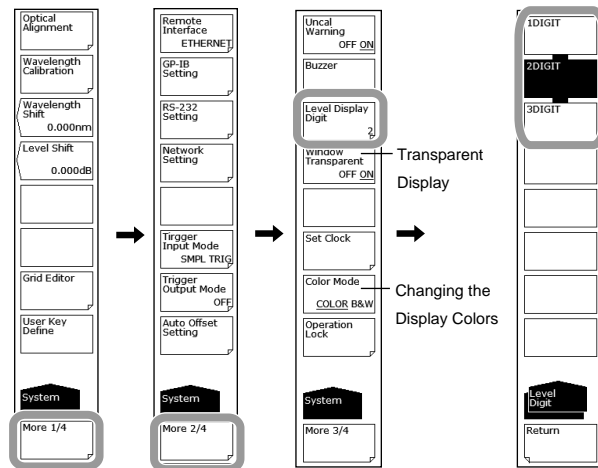 Optical
Alignment
Wavelength
Calibration
Wavelength
Shift
0.000nm
Level Shift
0.000dB
Grid Editor
User Key
Define
System
More 1/4
Remote
Interface
ETHERNET
GP-IB
Setting
RS-232
Setting
Network
Setting
Tirgger
Input Mode
SMPL TRIG
Trigger
Output Mode
OFF
Auto Offset
Setting
System
More 2/4
Uncal
Warning
OFF ON
Buzzer
Level Display
Digit
2
Window
Transparent
OFF ON
Set Clock
Color Mode
COLOR B&W
Operation
Lock
System
More 3/4
Transparent
Display
Changing the
Display Colors
1DIGIT
2DIGIT
3DIGIT
Level
Digit
Return